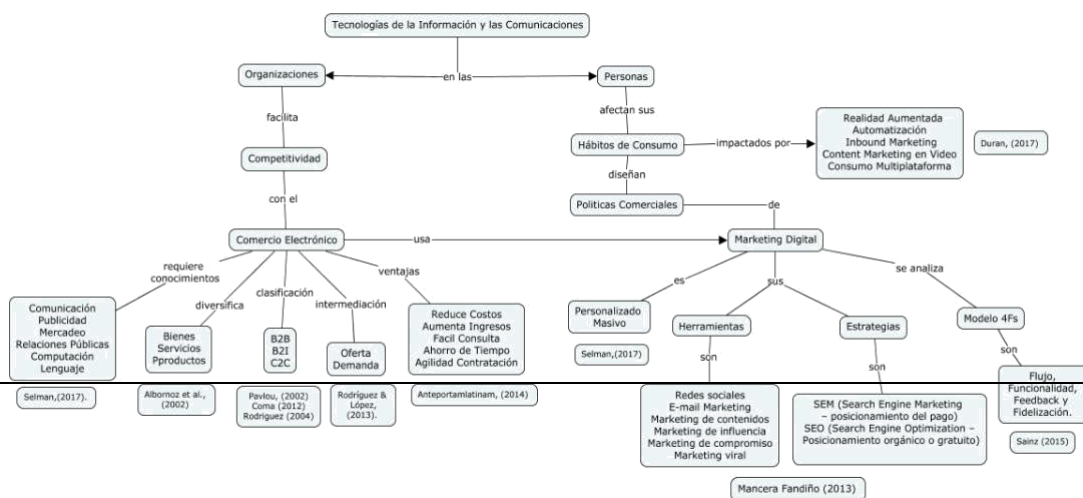 Tecnologías de la Información y las Comunicaciones
Organizaciones
en las
Personas
facilita
afectan sus
Competitividad
Hábitos de Consumo
impactados por
Realidad Aumentada
Automatización
Inbound Marketing
Content Marketing en Video
Consumo Multiplataforma
Duran, (2017)
con el
diseñan
Politicas Comerciales
de
Comercio Electrónico
usa
Marketing Digital
requiere
conocimientos
diversifica
clasificación
intermediación
ventajas
es
sus
se analiza
Comunicación
Publicidad
Mercadeo
Relaciones Públicas
Computación
Lenguaje
Selman,(2017).
Bienes
Servicios
Pproductos
Albornoz et al.,
(2002)
B2B
B2I
C2C
Pavlou, (2002)
Coma (2012)
Rodriguez (2004)
Oferta
Demanda
Rodríguez &
López,
(2013).
Reduce Costos
Aumenta Ingresos
Facil Consulta
Ahorro de Tiempo
Agilidad Contratación
Anteportamlatinam, (2014)
Personalizado
Masivo
Selman,(2017)
Herramientas
son
Redes sociales
E-mail Marketing
Marketing de contenidos
Marketing de influencia
Marketing de compromiso
Marketing viral
Estrategias
son
SEM (Search Engine Marketing
– posicionamiento del pago)
SEO (Search Engine Optimization –
Posicionamiento orgánico o gratuito)
Mancera Fandiño (2013)
Modelo 4Fs
son
Flujo,
Funcionalidad,
Feedback y
Fidelización.
Sainz (2015)